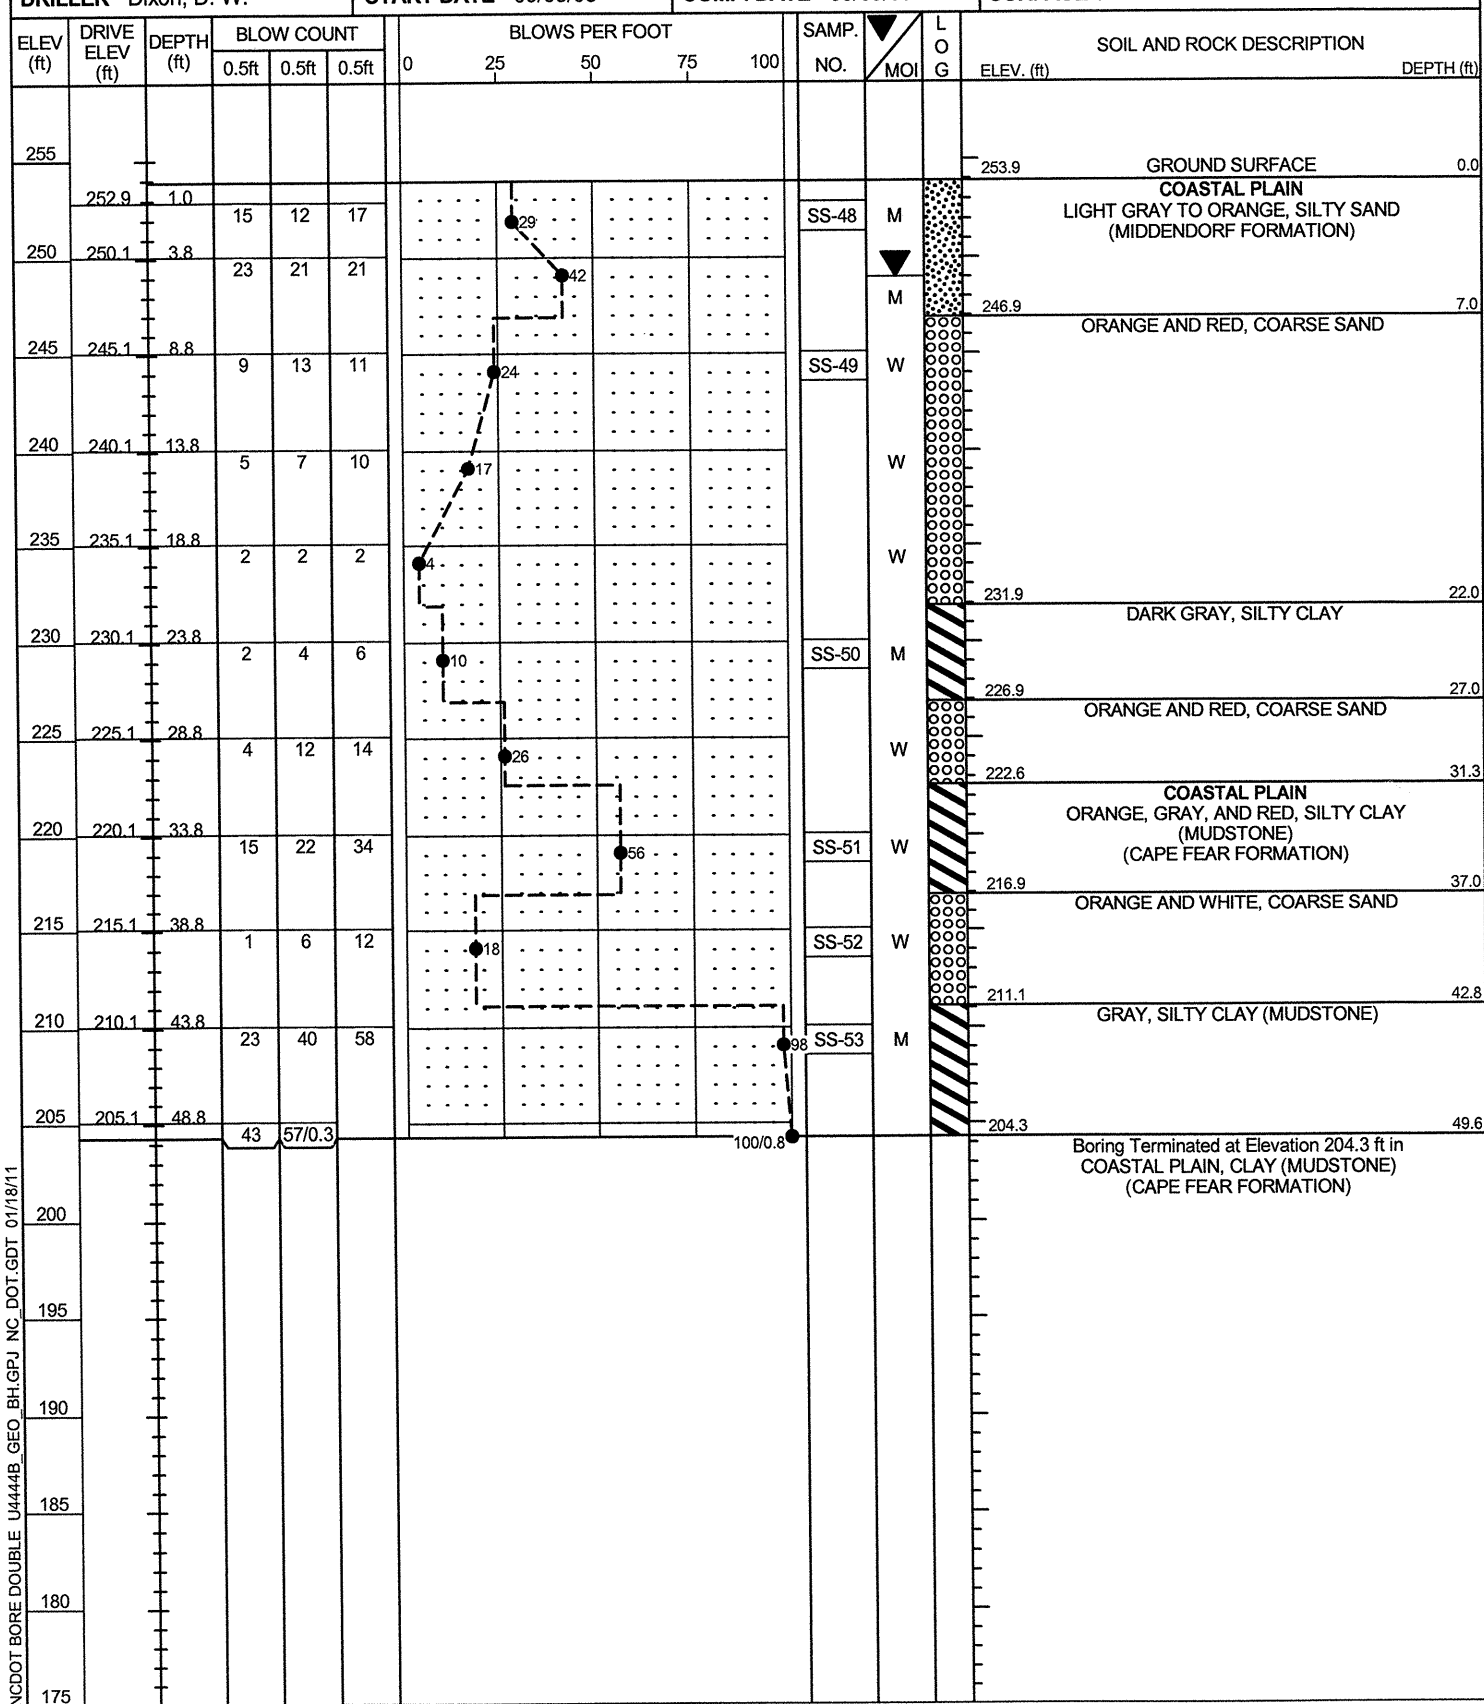 DRILLER Dixon, D. W.
START DATE
ELEV (ft)
DRIVE ELEV (ft)
DEPTH (ft)
BLOW COUNT
0.5ft 0.5ft 0.5ft
BLOWS PER FOOT
0 25 50 75 100
SAMP. NO.
MOI
LOG
SOIL AND ROCK DESCRIPTION
ELEV. (ft) DEPTH (ft)
255
253.9 GROUND SURFACE 0.0
COASTAL PLAIN
252.9 1.0
15 12 17 29 SS-48 M LIGHT GRAY TO ORANGE, SILTY SAND
(MIDDENDORF FORMATION)
250 250.1 3.8
23 21 21 42
M
246.9 7.0
ORANGE AND RED, COARSE SAND
245 245.1 8.8
9 13 11 24 SS-49 W
240 240.1 13.8
5 7 10 17 W
235 235.1 18.8
2 2 2 4 W
231.9 22.0
DARK GRAY, SILTY CLAY
230 230.1 23.8
2 4 6 10 SS-50 M
226.9 27.0
ORANGE AND RED, COARSE SAND
225 225.1 28.8
4 12 14 26 W
222.6 31.3
COASTAL PLAIN
ORANGE, GRAY, AND RED, SILTY CLAY
220 220.1 33.8 (MUDSTONE)
15 22 34 56 SS-51 W (CAPE FEAR FORMATION)
216.9 37.0
ORANGE AND WHITE, COARSE SAND
215 215.1 38.8
1 6 12 18 SS-52 W
211.1 42.8
GRAY, SILTY CLAY (MUDSTONE)
210 210.1 43.8
23 40 58 98 SS-53 M
205 205.1 48.8
43 57/0.3 100/0.8
204.3 49.6
Boring Terminated at Elevation 204.3 ft in
COASTAL PLAIN, CLAY (MUDSTONE)
(CAPE FEAR FORMATION)
200
195
190
185
180
175
NCDOT BORE DOUBLE U4444B_GEO_BH.GPJ NC_DOT.GDT 01/18/11